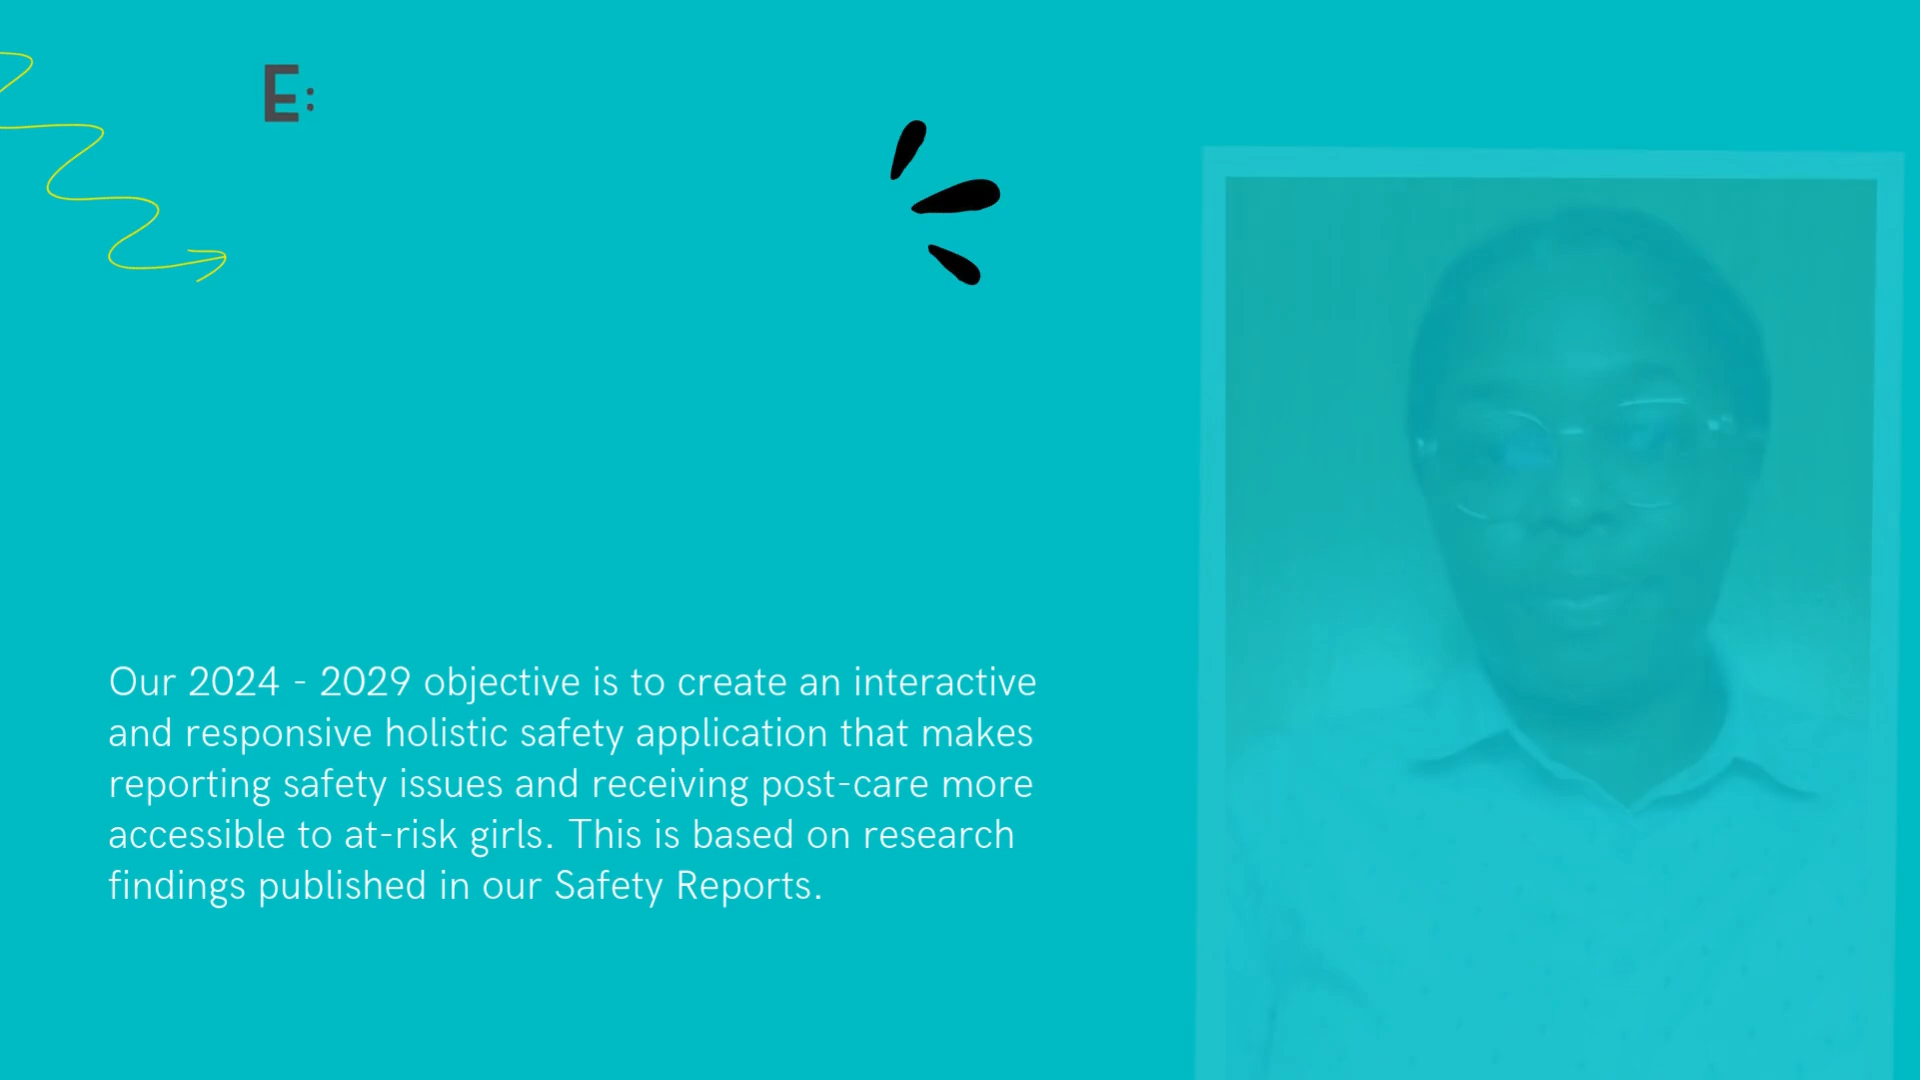 E:
Our 2024 - 2029 objective is to create an interactive
and responsive holistic safety application that makes
reporting safety issues and receiving post-care more
accessible to at-risk girls. This is based on research
findings published in our Safety Reports.